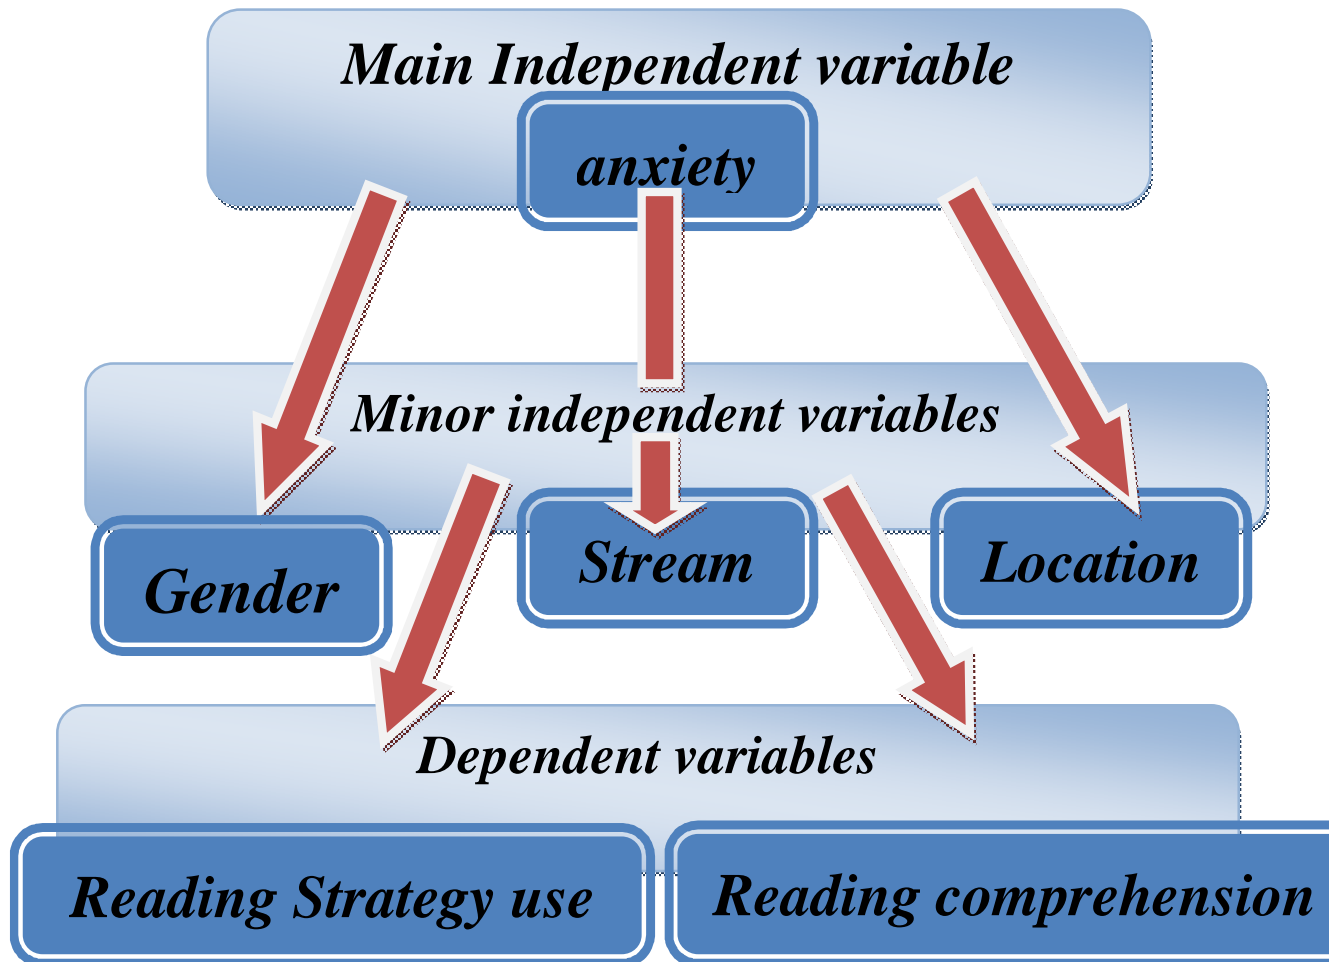 Main Independent variable
anxiety
Minor independent variables
Gender
Stream
Location
Dependent variables
Reading Strategy use
Reading comprehension